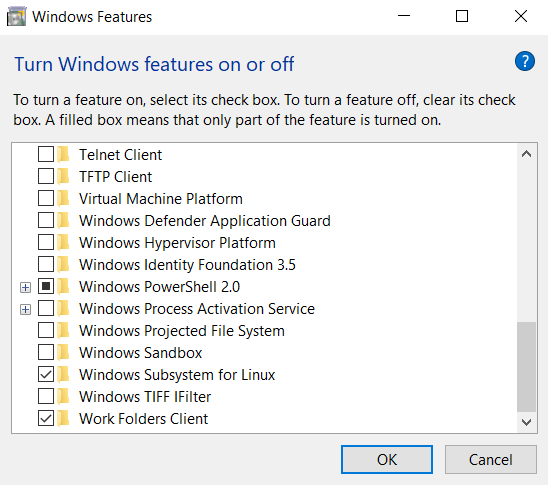 Windows Features
Turn Windows features on or off
?
To turn a feature on, select its check box. To turn a feature off, clear its check
box. A filled box means that only part of the feature is turned on.
Telnet Client
TFTP Client
Virtual Machine Platform
Windows Defender Application Guard
Windows Hypervisor Platform
Windows Identity Foundation 3.5
Windows PowerShell 2.0
Windows Process Activation Service
Windows Projected File System
Windows Sandbox
Windows Subsystem for Linux
Windows TIFF IFilter
Work Folders Client
OK Cancel